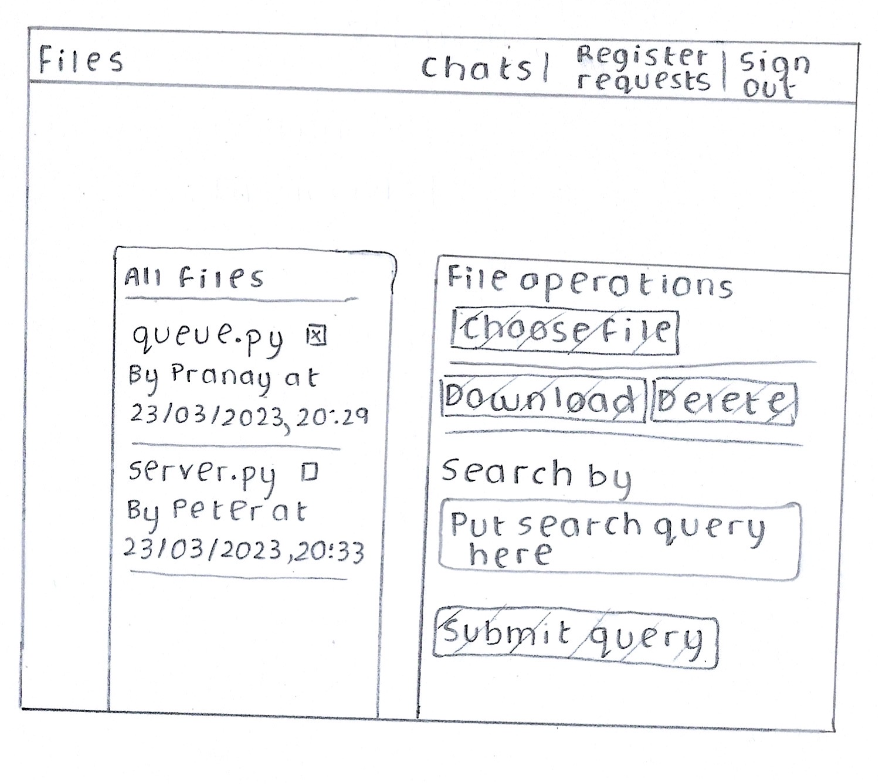 Files
Chats| Register requests| Sign out
All files
queue.py ☒
By Pranay at
23/03/2023, 20:29
server.py ☐
By Peter at
23/03/2023, 20:33
File operations
Choose file
Download Delete
Search by
Put search query
here
Submit query